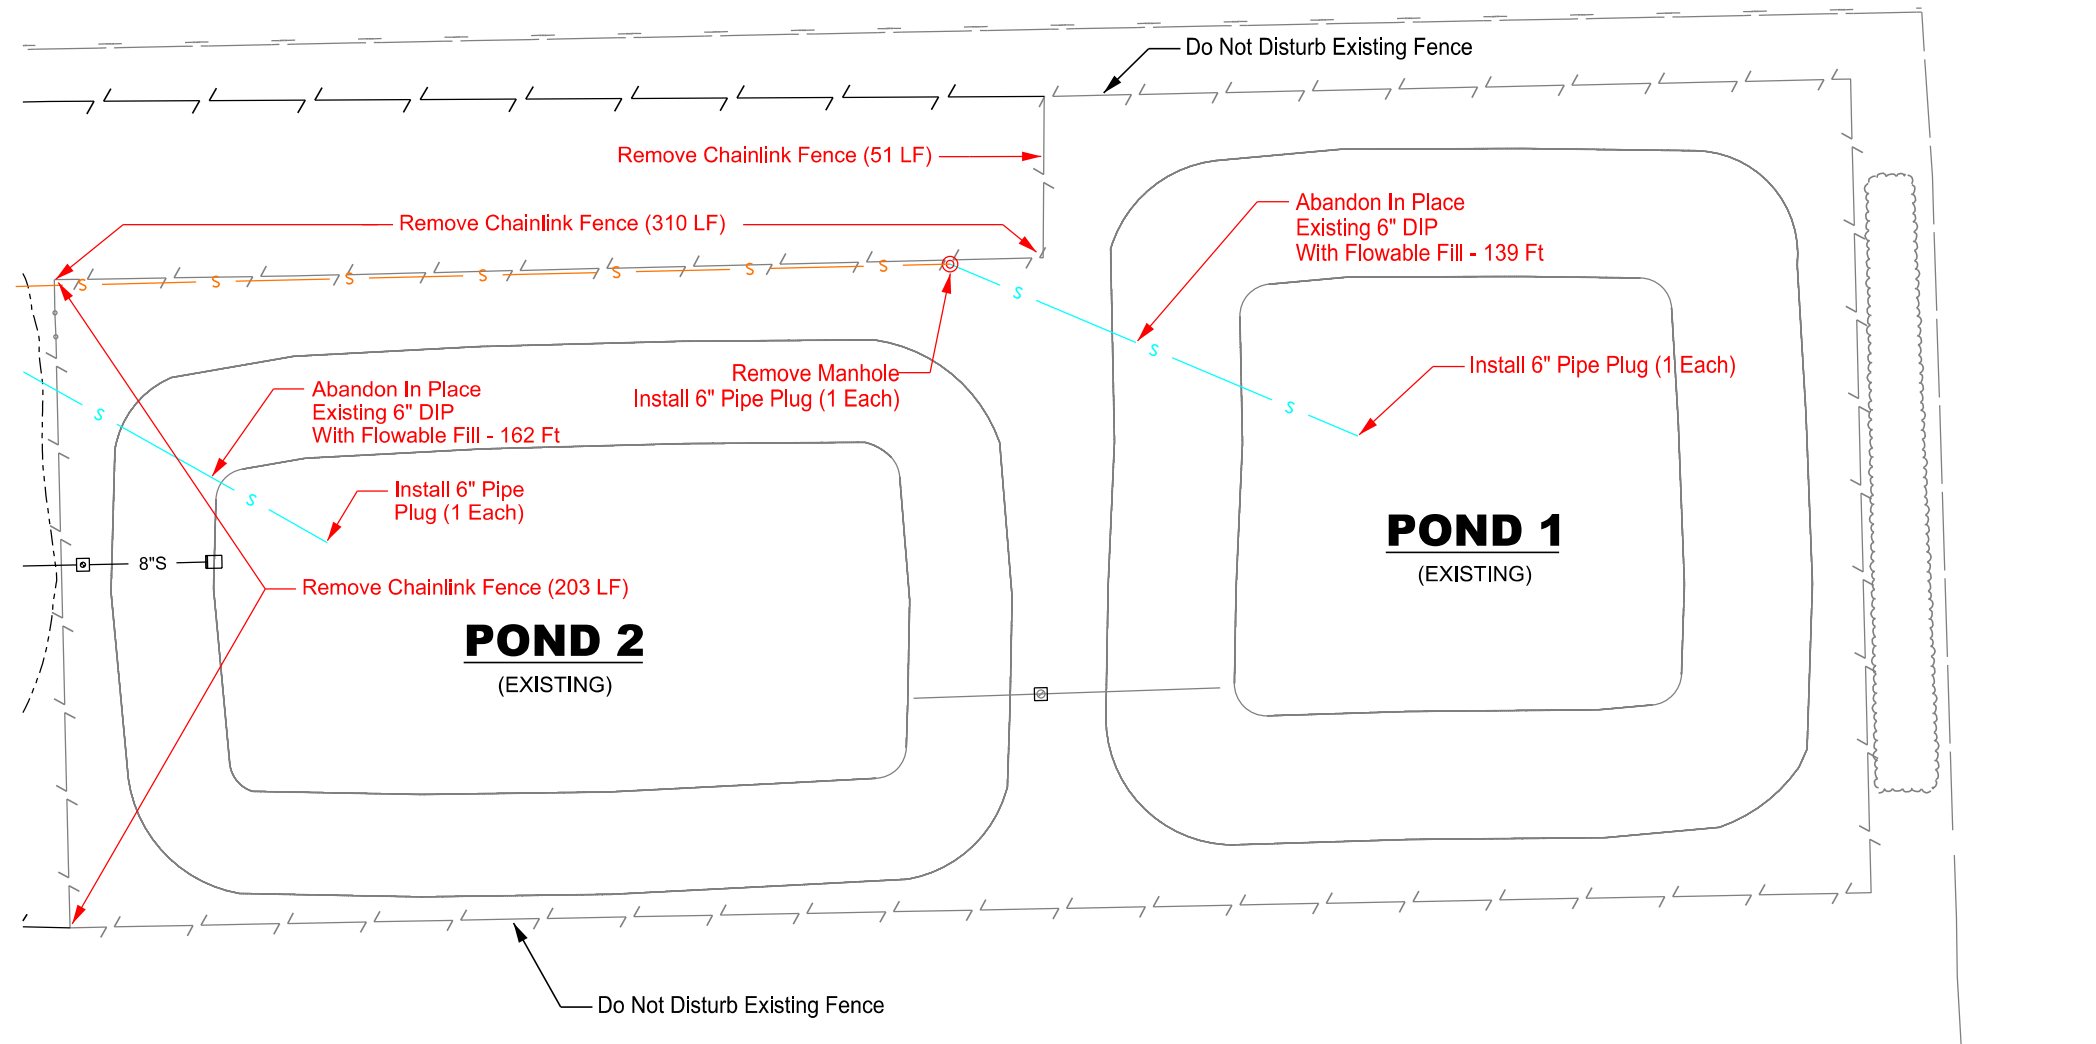 Do Not Disturb Existing Fence
Remove Chainlink Fence (51 LF)
Remove Chainlink Fence (310 LF)
Abandon In Place
Existing 6" DIP
With Flowable Fill - 139 Ft
S
S
S
S
S
S
S
S
Remove Manhole
Install 6" Pipe Plug (1 Each)
S
Install 6" Pipe Plug (1 Each)
S
Abandon In Place
Existing 6" DIP
With Flowable Fill - 162 Ft
S
S
Install 6" Pipe
Plug (1 Each)
POND 1
(EXISTING)
8"S
Remove Chainlink Fence (203 LF)
POND 2
(EXISTING)
Do Not Disturb Existing Fence